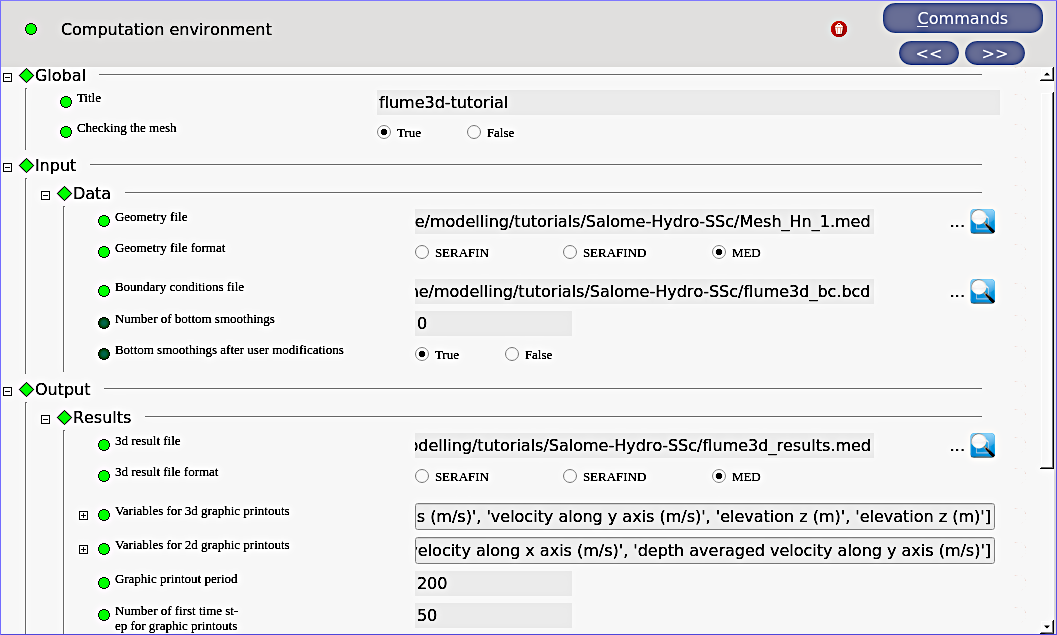 Computation environment
Commands
<< >>
Global
Title flume3d-tutorial
Checking the mesh True False
Input
Data
Geometry file e/modelling/tutorials/Salome-Hydro-SSc/Mesh_Hn_1.med ...
Geometry file format SERAFIN SERAFIND MED
Boundary conditions file ne/modelling/tutorials/Salome-Hydro-SSc/flume3d_bc.bcd ...
Number of bottom smoothings 0
Bottom smoothings after user modifications True False
Output
Results
3d result file odelling/tutorials/Salome-Hydro-SSc/flume3d_results.med ...
3d result file format SERAFIN SERAFIND MED
Variables for 3d graphic printouts s (m/s)', 'velocity along y axis (m/s)', 'elevation z (m)', 'elevation z (m)']
Variables for 2d graphic printouts velocity along x axis (m/s)', 'depth averaged velocity along y axis (m/s)']
Graphic printout period 200
Number of first time st- 50
ep for graphic printouts